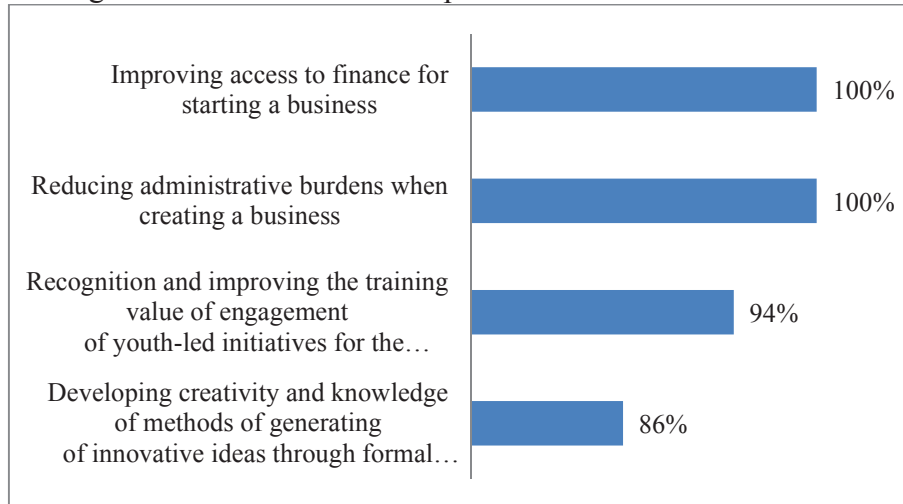 Improving access to finance for
starting a business
100%
Reducing administrative burdens when
creating a business
100%
Recognition and improving the training
value of engagement
of youth-led initiatives for the…
94%
Developing creativity and knowledge
of methods of generating
of innovative ideas through formal…
86%